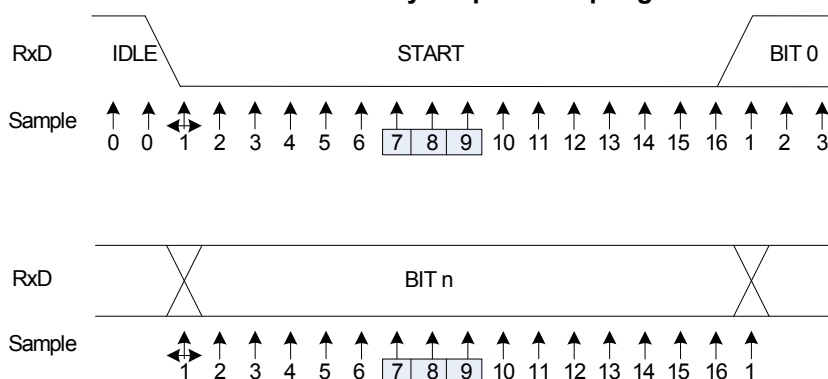 RxD IDLE START BIT 0
Sample
0 0 1 2 3 4 5 6 7 8 9 10 11 12 13 14 15 16 1 2 3
RxD BIT n
Sample
1 2 3 4 5 6 7 8 9 10 11 12 13 14 15 16 1